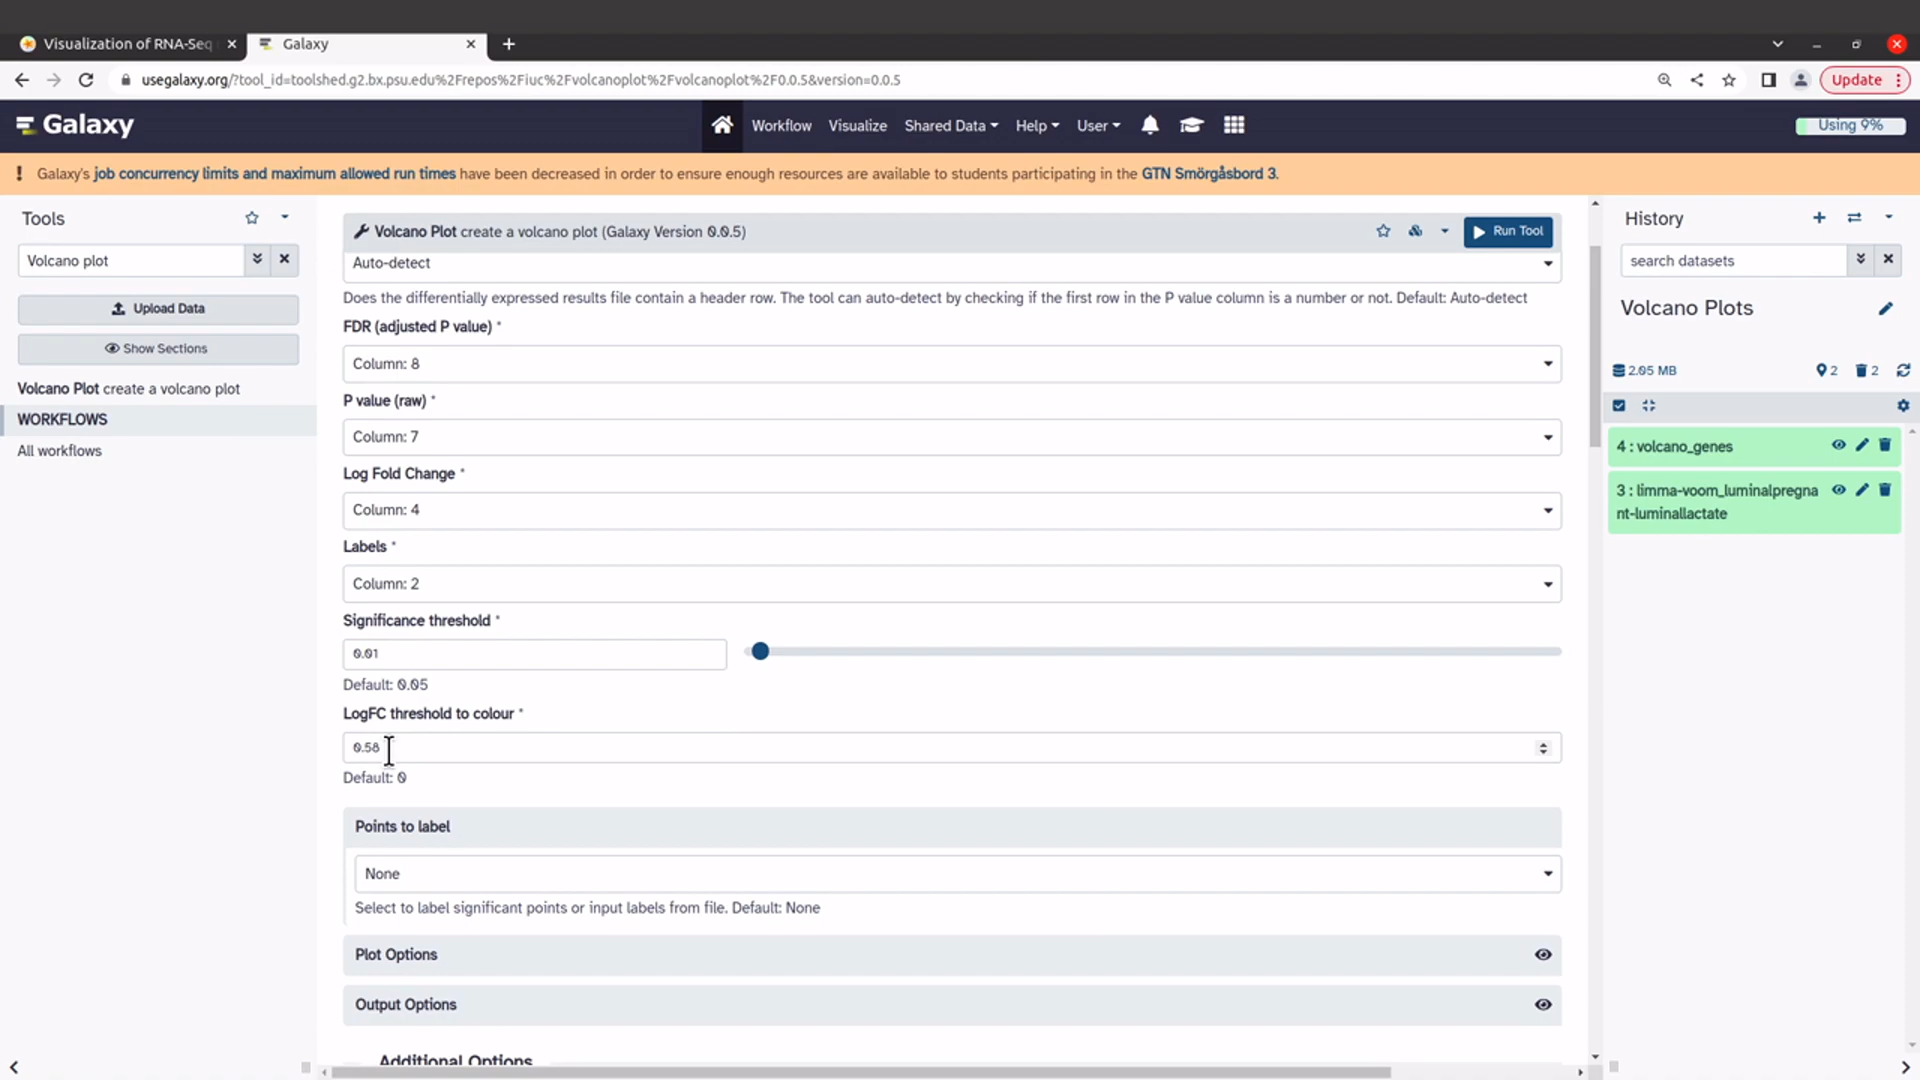 Visualization of RNA-Seq
Galaxy
usegalaxy.org/?tool_id=toolshed.g2.bx.psu.edu%2Frepos%2Fiuc%2Fvolcanoplot%2Fvolcanoplot%2F0.0.5&version=0.0.5
Update
Galaxy
Workflow
Visualize
Shared Data
Help
User
Using 9%
Galaxy's job concurrency limits and maximum allowed run times have been decreased in order to ensure enough resources are available to students participating in the GTN Smörgåsbord 3.
Tools
Volcano plot
Upload Data
Show Sections
Volcano Plot create a volcano plot
WORKFLOWS
All workflows
Volcano Plot create a volcano plot (Galaxy Version 0.0.5)
Run Tool
Auto-detect
Does the differentially expressed results file contain a header row. The tool can auto-detect by checking if the first row in the P value column is a number or not. Default: Auto-detect
FDR (adjusted P value) *
Column: 8
P value (raw) *
Column: 7
Log Fold Change *
Column: 4
Labels *
Column: 2
Significance threshold *
0.01
Default: 0.05
LogFC threshold to colour *
0.58
Default: 0
Points to label
None
Select to label significant points or input labels from file. Default: None
Plot Options
Output Options
Additional Options
History
search datasets
Volcano Plots
2.05 MB
2
2
4 : volcano_genes
3 : limma-voom_luminalpregna
nt-luminallactate